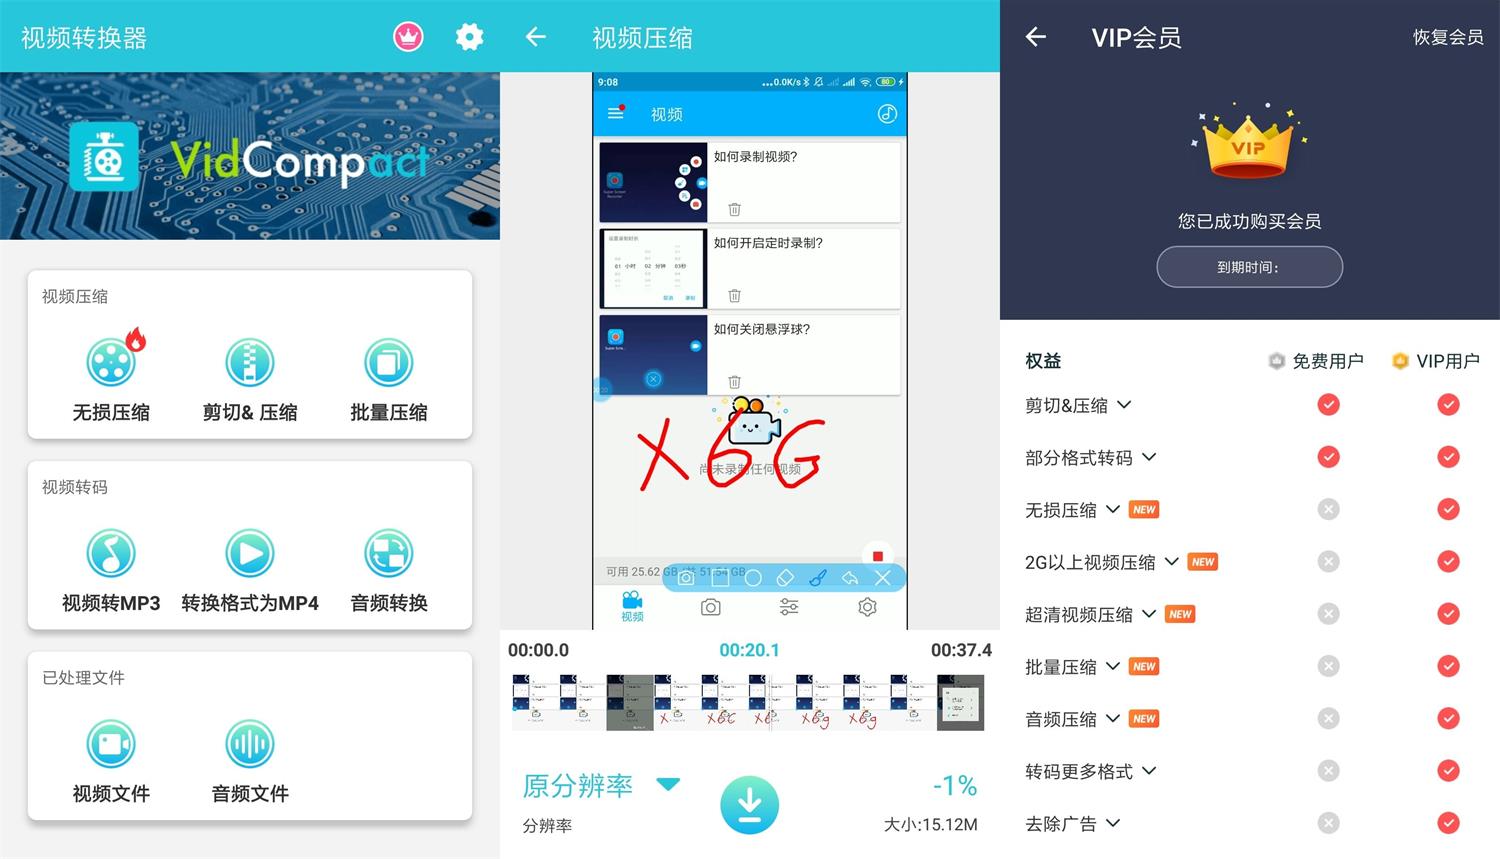 视频转换器
VidCompact
视频压缩
无损压缩
剪切& 压缩
批量压缩
视频转码
视频转MP3
转换格式为MP4
音频转换
已处理文件
视频文件
音频文件
视频压缩
9:08
...0.0K/s
80
视频
如何录制视频?
如何开启定时录制?
01 小时 02 分钟 03秒
如何关闭悬浮球?
X6G
尚未录制任何视频
可用 25.62 GB/共 51.54 GB
视频
00:00.0
00:20.1
00:37.4
原分辨率
-1%
分辨率
大小:15.12M
VIP会员
恢复会员
VIP
您已成功购买会员
到期时间:
权益
免费用户
VIP用户
剪切&压缩
部分格式转码
无损压缩 NEW
2G以上视频压缩 NEW
超清视频压缩 NEW
批量压缩 NEW
音频压缩 NEW
转码更多格式
去除广告